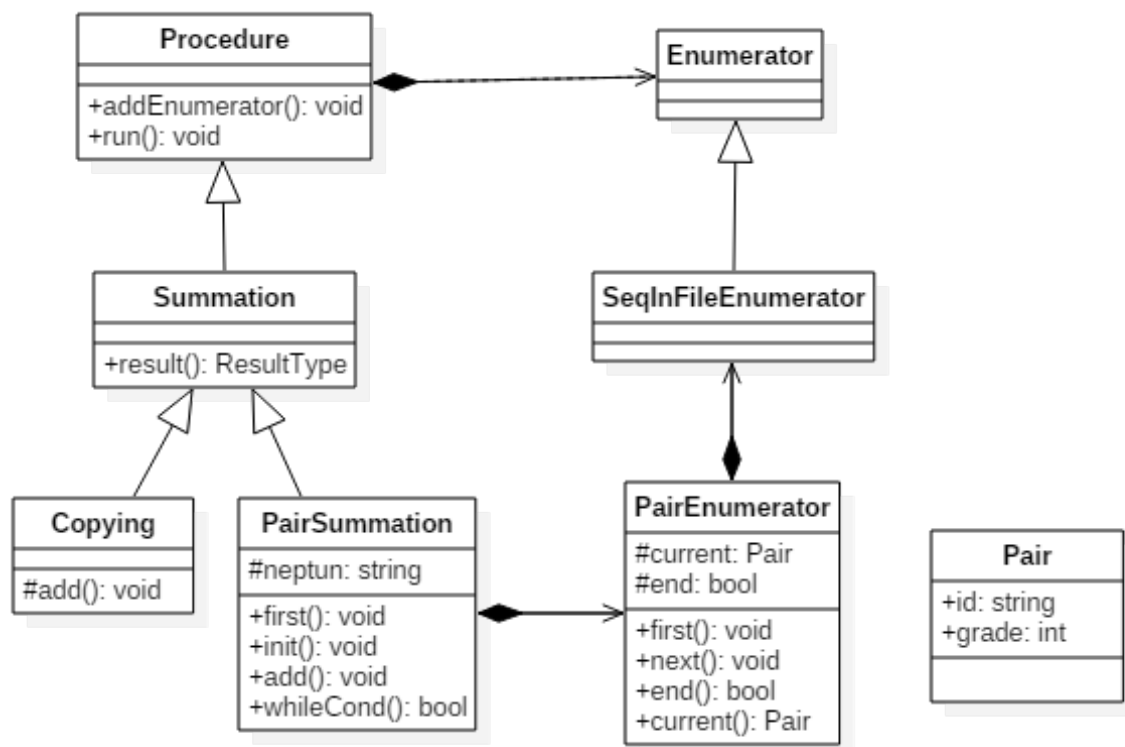 Procedure
+addEnumerator(): void
+run(): void
Enumerator
Summation
+result(): ResultType
SeqInFileEnumerator
Copying
#add(): void
PairSummation
#neptun: string
+first(): void
+init(): void
+add(): void
+whileCond(): bool
PairEnumerator
#current: Pair
#end: bool
+first(): void
+next(): void
+end(): bool
+current(): Pair
Pair
+id: string
+grade: int